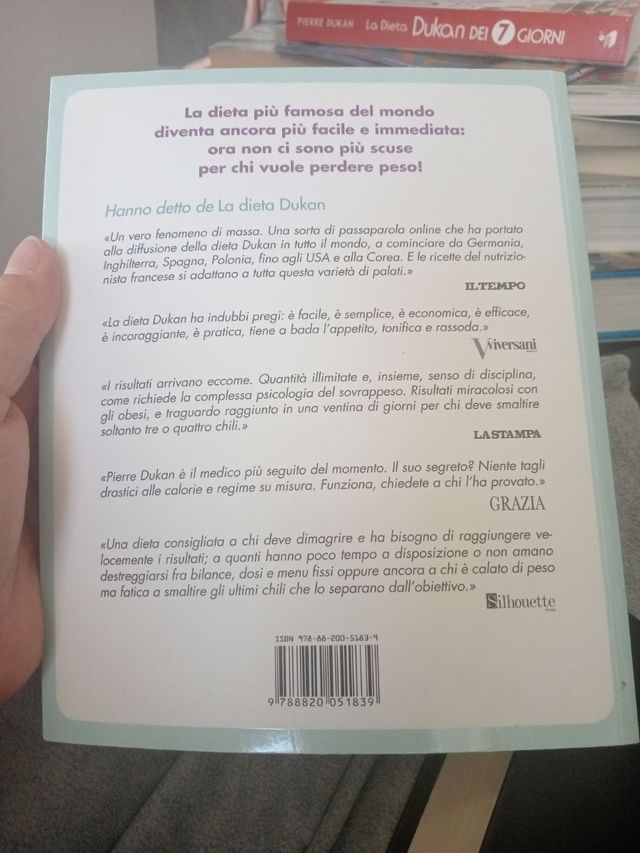 PIERRE DUKAN La Dieta Dukan DEI 7 GIORNI
La dieta più famosa del mondo
diventa ancora più facile e immediata:
ora non ci sono più scuse
per chi vuole perdere peso!
Hanno detto de La dieta Dukan
«Un vero fenomeno di massa. Una sorta di passaparola online che ha portato
alla diffusione della dieta Dukan in tutto il mondo, a cominciare da Germania,
Inghilterra, Spagna, Polonia, fino agli USA e alla Corea. E le ricette del nutrizio-
nista francese si adattano a tutta questa varietà di palati.»
IL TEMPO
«La dieta Dukan ha indubbi pregi: è facile, è semplice, è economica, è efficace,
è incoraggiante, è pratica, tiene a bada l'appetito, tonifica e rassoda.»
Viversani
«I risultati arrivano eccome. Quantità illimitate e, insieme, senso di disciplina,
come richiede la complessa psicologia del sovrappeso. Risultati miracolosi con
gli obesi, e traguardo raggiunto in una ventina di giorni per chi deve smaltire
soltanto tre o quattro chili.»
LA STAMPA
«Pierre Dukan è il medico più seguito del momento. Il suo segreto? Niente tagli
drastici alle calorie e regime su misura. Funziona, chiedete a chi l'ha provato.»
GRAZIA
«Una dieta consigliata a chi deve dimagrire e ha bisogno di raggiungere ve-
locemente i risultati; a quanti hanno poco tempo a disposizione o non amano
destreggiarsi fra bilance, dosi e menu fissi oppure ancora a chi è calato di peso
ma fatica a smaltire gli ultimi chili che lo separano dall'obiettivo.»
Silhouette
ISBN 978-88-200-5183-9
9 788820 051839